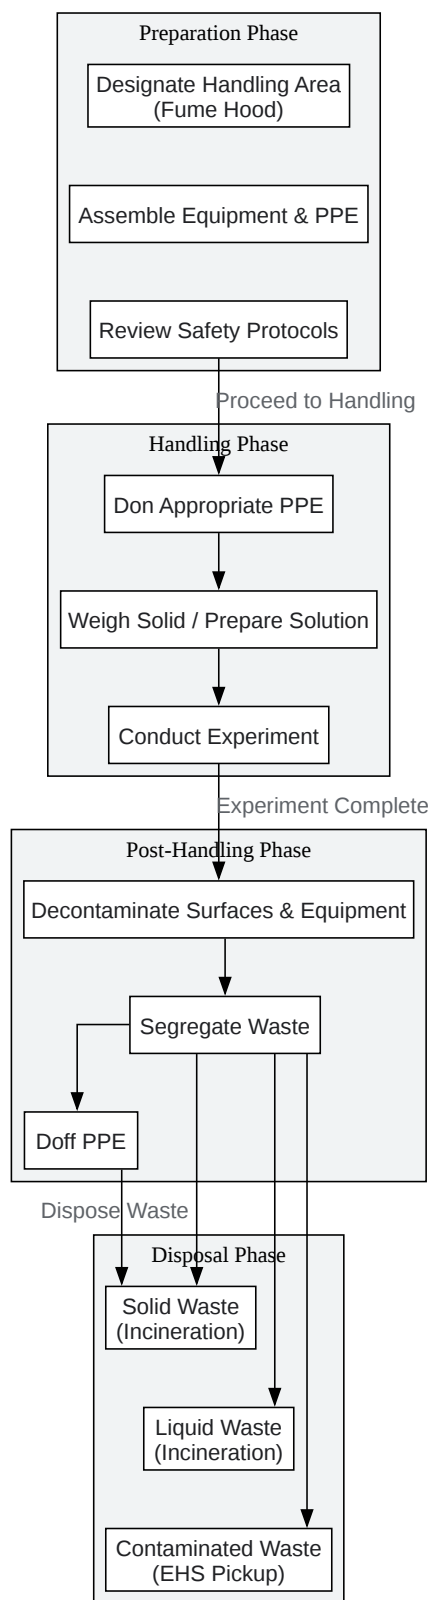 Preparation Phase
Designate Handling Area
(Fume Hood)
Assemble Equipment & PPE
Review Safety Protocols
Proceed to Handling
Handling Phase
Don Appropriate PPE
Weigh Solid / Prepare Solution
Conduct Experiment
Experiment Complete
Post-Handling Phase
Decontaminate Surfaces & Equipment
Segregate Waste
Doff PPE
Dispose Waste
Disposal Phase
Solid Waste
(Incineration)
Liquid Waste
(Incineration)
Contaminated Waste
(EHS Pickup)